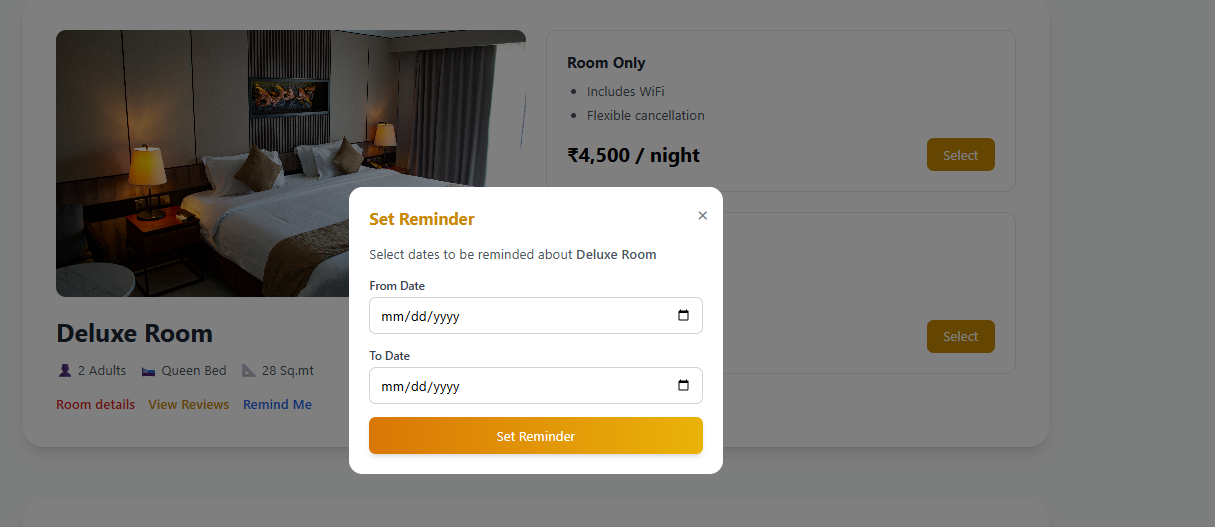 Room Only
Includes WiFi
Flexible cancellation
₹4,500 / night
Select
Set Reminder
×
Select dates to be reminded about Deluxe Room
From Date
mm/dd/yyyy
To Date
mm/dd/yyyy
Set Reminder
Select
Deluxe Room
2 Adults Queen Bed 28 Sq.mt
Room details View Reviews Remind Me